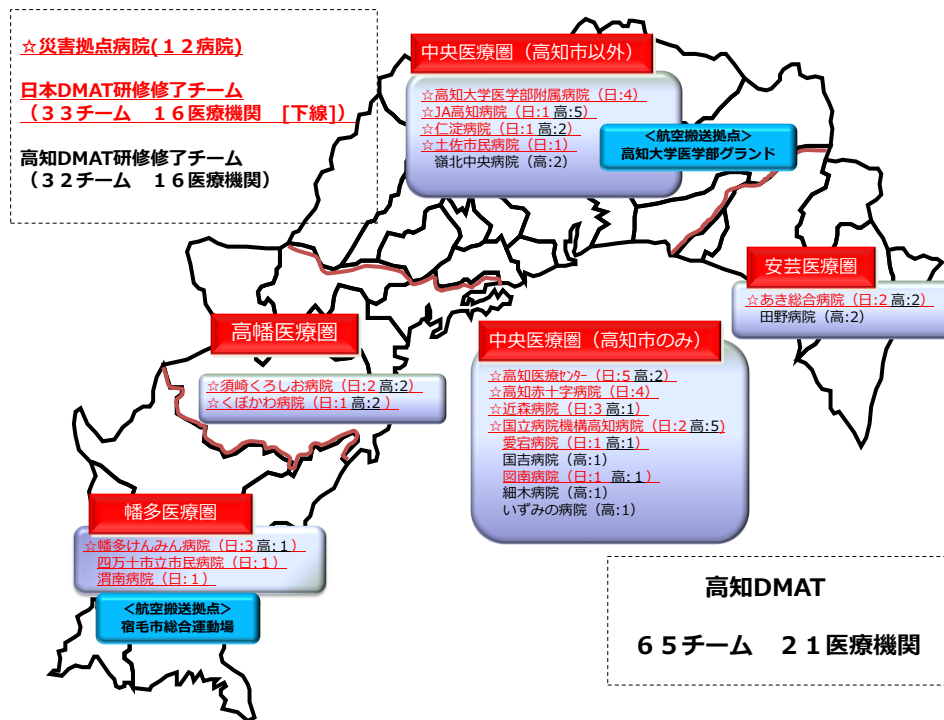 ☆災害拠点病院(１２病院)
日本DMAT研修修了チーム
（３３チーム　１６医療機関　[下線]）
高知DMAT研修修了チーム
（３２チーム　１６医療機関）
中央医療圏（高知市以外）
☆高知大学医学部附属病院（日:4）
☆JA高知病院（日:1 高:5）
☆仁淀病院（日:1 高:2）
☆土佐市民病院（日:1）
嶺北中央病院（高:2）
＜航空搬送拠点＞
高知大学医学部グランド
安芸医療圏
☆あき総合病院（日:2 高:2）
田野病院（高:2）
高幡医療圏
☆須崎くろしお病院（日:2 高:2）
☆くぼかわ病院（日:1 高:2 ）
中央医療圏（高知市のみ）
☆高知医療ｾﾝﾀｰ（日:5 高:2）
☆高知赤十字病院（日:4）
☆近森病院（日:3 高:1）
☆国立病院機構高知病院（日:2 高:5)
愛宕病院（日:1 高:1）
国吉病院（高:1）
図南病院（日:1　高:1）
細木病院（高:1）
いずみの病院（高:1）
幡多医療圏
☆幡多けんみん病院（日:3 高:１）
四万十市立市民病院（日:１）
渭南病院（日:１）
＜航空搬送拠点＞
宿毛市総合運動場
高知DMAT
６５チーム　２１医療機関